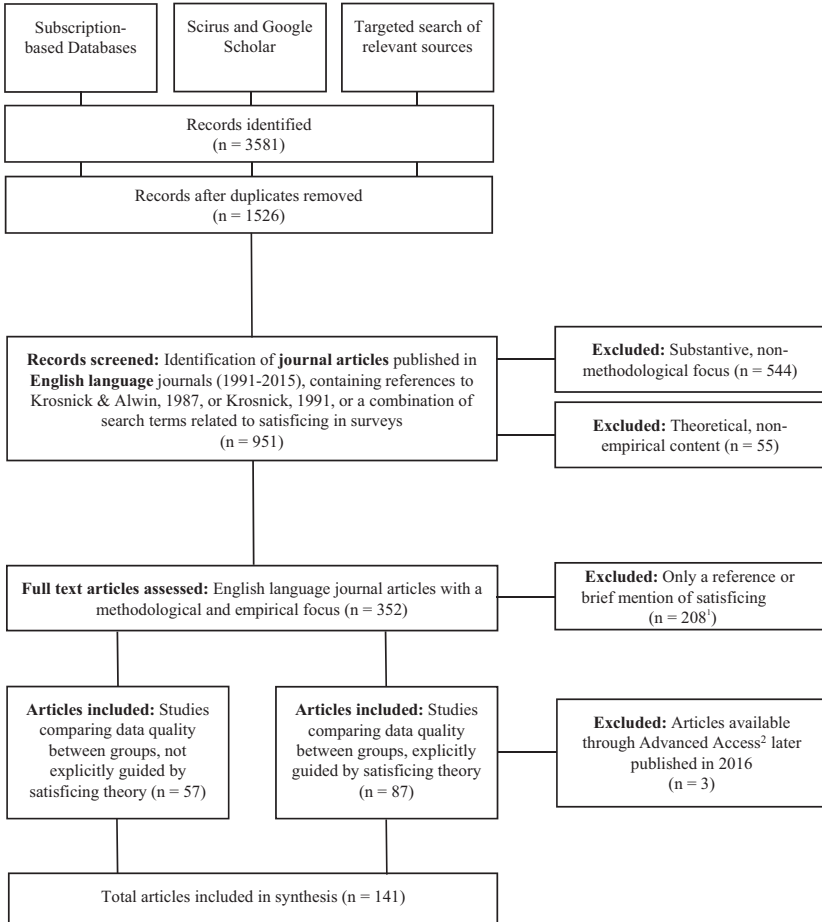 Subscription-
based Databases
Scirus and Google
Scholar
Targeted search of
relevant sources
Records identified
(n = 3581)
Records after duplicates removed
(n = 1526)
Records screened: Identification of journal articles published in
English language journals (1991-2015), containing references to
Krosnick & Alwin, 1987, or Krosnick, 1991, or a combination of
search terms related to satisficing in surveys
(n = 951)
Excluded: Substantive, non-
methodological focus (n = 544)
Excluded: Theoretical, non-
empirical content (n = 55)
Full text articles assessed: English language journal articles with a
methodological and empirical focus (n = 352)
Excluded: Only a reference or
brief mention of satisficing
(n = 208¹)
Articles included: Studies
comparing data quality
between groups, not
explicitly guided by
satisficing theory (n = 57)
Articles included: Studies
comparing data quality
between groups, explicitly
guided by satisficing theory
(n = 87)
Excluded: Articles available
through Advanced Access² later
published in 2016
(n = 3)
Total articles included in synthesis (n = 141)